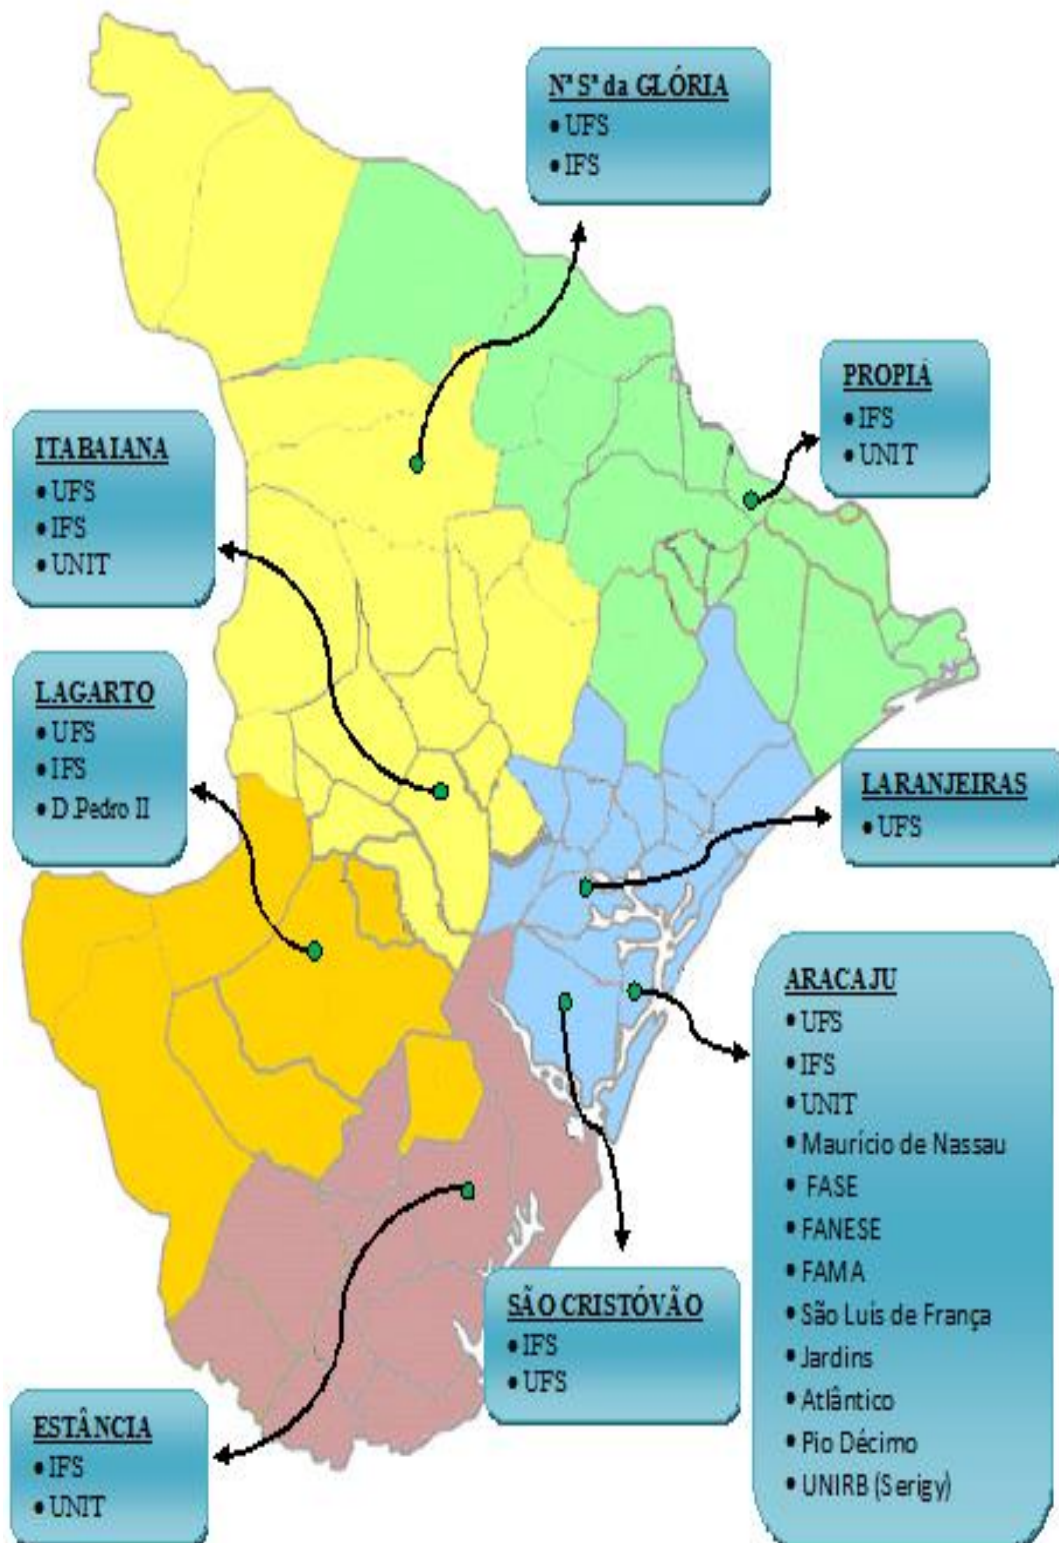 Nª Sª da GLÓRIA
• UFS
• IFS
PROPIÁ
• IFS
• UNIT
ITABAIANA
• UFS
• IFS
• UNIT
LAGARTO
• UFS
• IFS
• D.Pedro II
LARANJEIRAS
• UFS
ARACAJU
• UFS
• IFS
• UNIT
• Maurício de Nassau
• FASE
• FANESE
• FAMA
• São Luís de França
• Jardins
• Atlântico
• Pio Décimo
• UNIRB (Serigy)
SÃO CRISTÓVÃO
• IFS
• UFS
ESTÂNCIA
• IFS
• UNIT